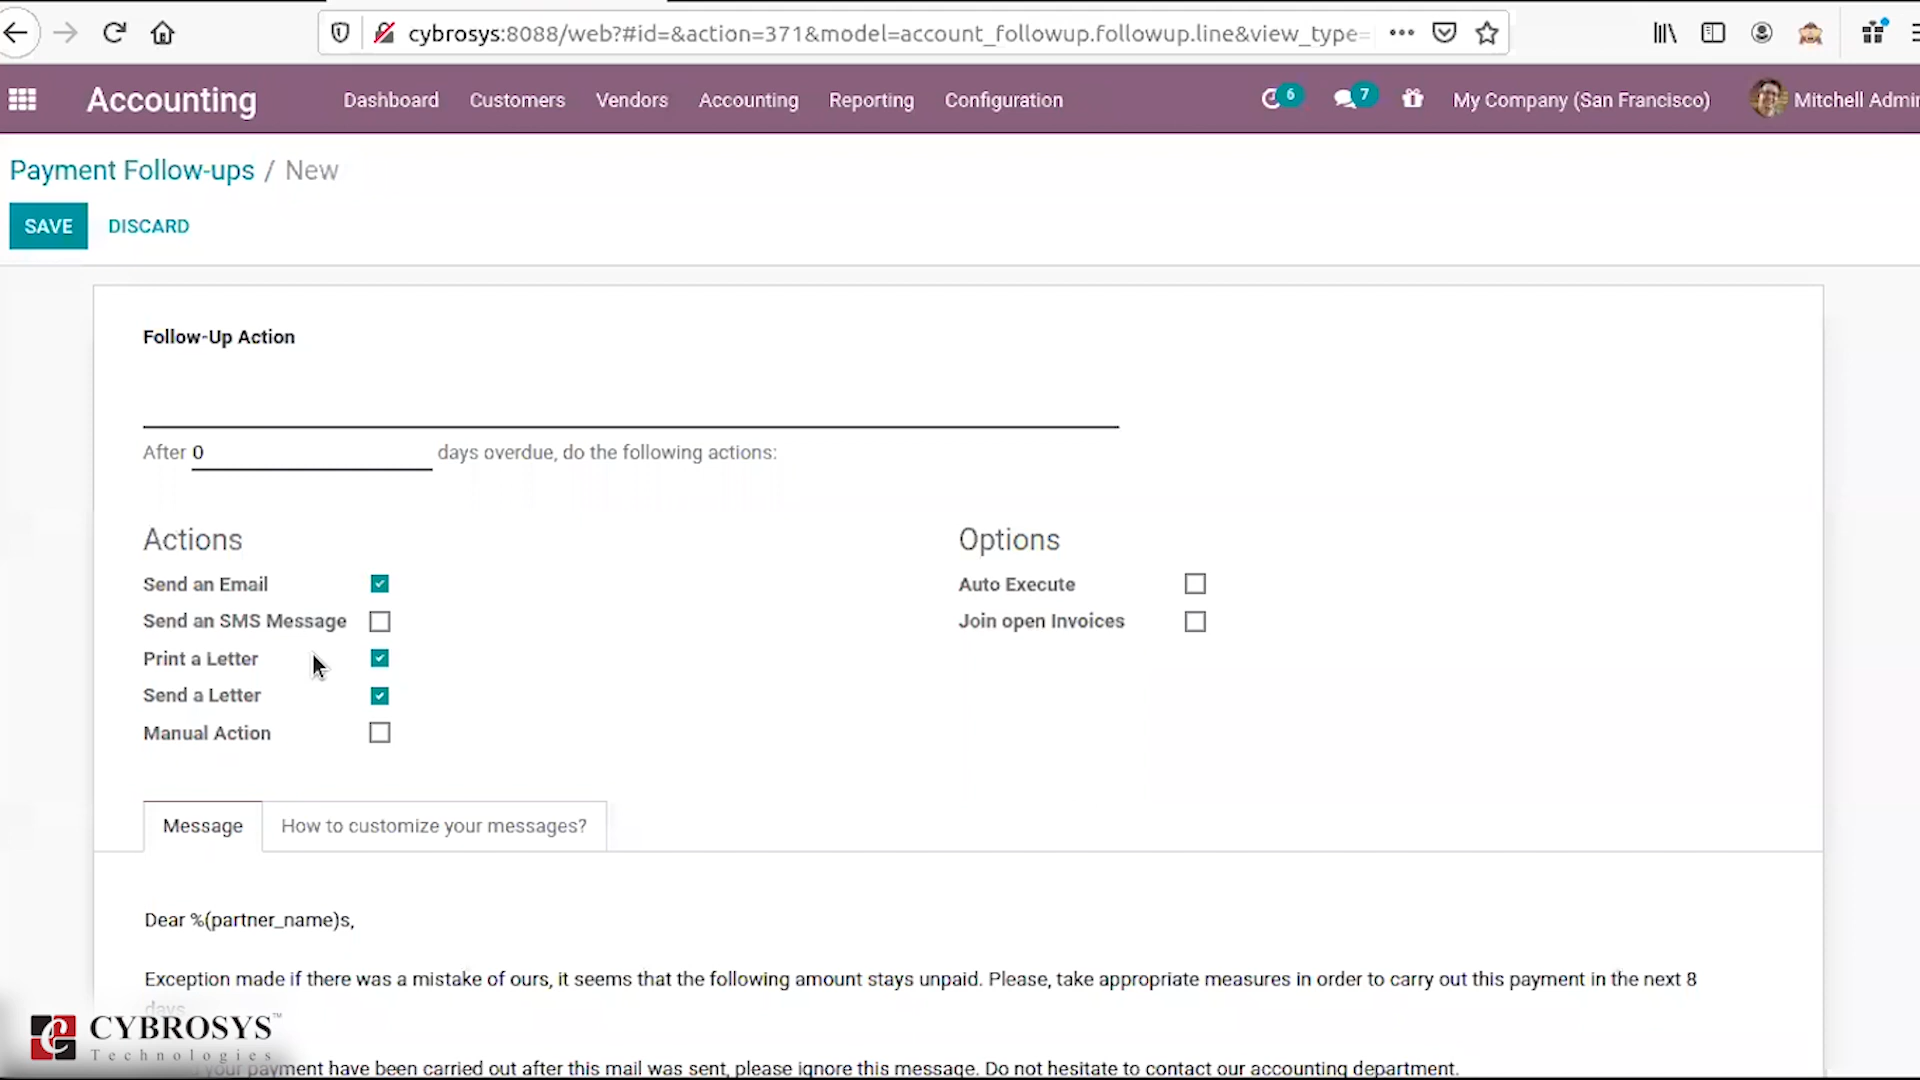 cybrosys:8088/web?#id=&action=371&model=account_followup.followup.line&view_type=
Accounting Dashboard Customers Vendors Accounting Reporting Configuration 6 7 My Company (San Francisco) Mitchell Admin
Payment Follow-ups / New
SAVE DISCARD
Follow-Up Action
After 0 days overdue, do the following actions:
Actions
Send an Email
Send an SMS Message
Print a Letter
Send a Letter
Manual Action
Options
Auto Execute
Join open Invoices
Message How to customize your messages?
Dear %(partner_name)s,
Exception made if there was a mistake of ours, it seems that the following amount stays unpaid. Please, take appropriate measures in order to carry out this payment in the next 8
days
CYBROSYS™
Technologies
your payment have been carried out after this mail was sent, please ignore this message. Do not hesitate to contact our accounting department.